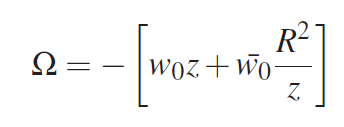 Ω = − [ w₀z + w̄₀ R²/z ]